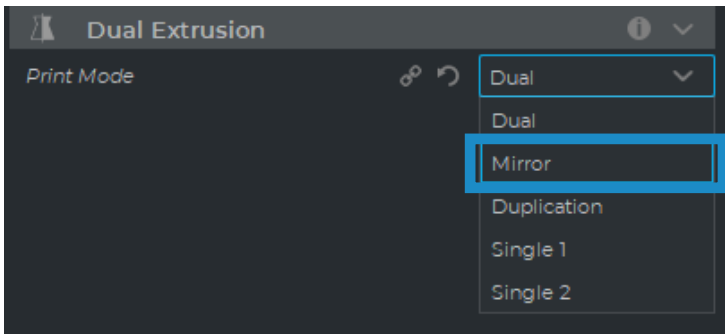 Dual Extrusion
Print Mode
Dual
Dual
Mirror
Duplication
Single 1
Single 2